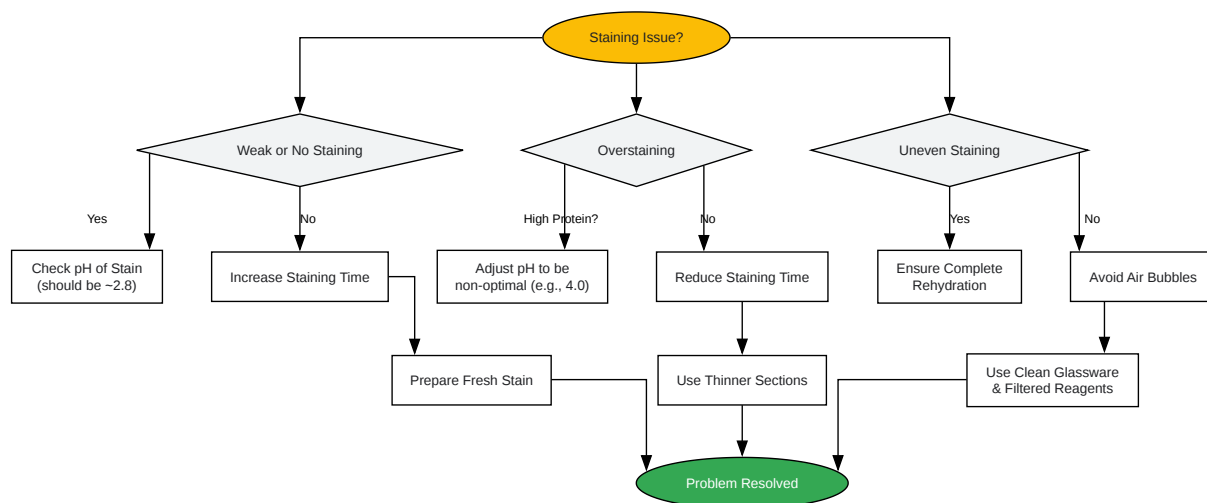 Staining Issue?
Weak or No Staining
Overstaining
Uneven Staining
Yes
No
High Protein?
No
Yes
No
Check pH of Stain
(should be ~2.8)
Increase Staining Time
Adjust pH to be
non-optimal (e.g., 4.0)
Reduce Staining Time
Ensure Complete
Rehydration
Avoid Air Bubbles
Prepare Fresh Stain
Use Thinner Sections
Use Clean Glassware
& Filtered Reagents
Problem Resolved